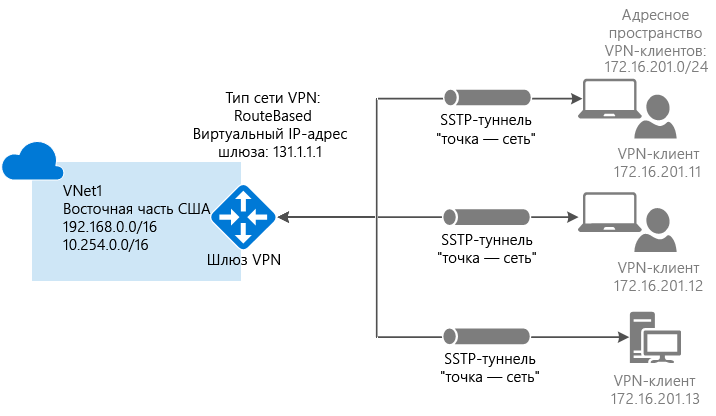 Адресное
пространство
VPN-клиентов:
172.16.201.0/24
Тип сети VPN:
RouteBased
Виртуальный IP-адрес
шлюза: 131.1.1.1
SSTP-туннель
"точка — сеть"
VPN-клиент
172.16.201.11
VNet1
Восточная часть США
192.168.0.0/16
10.254.0.0/16
Шлюз VPN
SSTP-туннель
"точка — сеть"
VPN-клиент
172.16.201.12
SSTP-туннель
"точка — сеть"
VPN-клиент
172.16.201.13